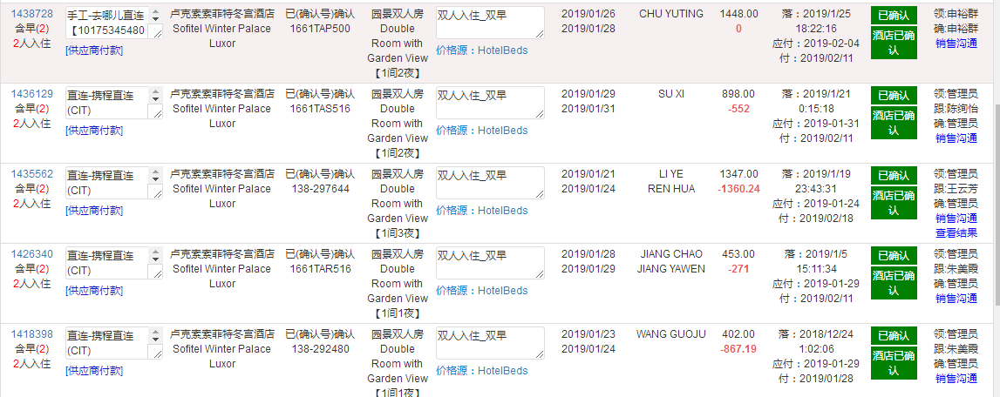 1438728
含早(2)
2人入住
手工-去哪儿直连
【10175345480
[供应商付款]
卢克索索菲特冬宫酒店
Sofitel Winter Palace
Luxor
已(确认号)确认
1661TAP500
园景双人房
Double
Room with
Garden View
【1间2夜】
双人入住_双早
价格源：HotelBeds
2019/01/26
2019/01/28
CHU YUTING
1448.00
0
落：2019/1/25
18:22:16
应付：2019-02-04
付：2019/02/11
已确认
酒店已确
认
领:申裕群
确:申裕群
销售沟通
1436129
含早(2)
2人入住
直连-携程直连
(CIT)
[供应商付款]
卢克索索菲特冬宫酒店
Sofitel Winter Palace
Luxor
已(确认号)确认
1661TAS516
园景双人房
Double
Room with
Garden View
【1间2夜】
双人入住_双早
价格源：HotelBeds
2019/01/29
2019/01/31
SU XI
898.00
-552
落：2019/1/21
0:15:18
应付：2019-01-31
付：2019/02/11
已确认
酒店已确
认
领:管理员
跟:陈绚怡
确:管理员
销售沟通
1435562
含早(2)
2人入住
直连-携程直连
(CIT)
[供应商付款]
卢克索索菲特冬宫酒店
Sofitel Winter Palace
Luxor
已(确认号)确认
138-297644
园景双人房
Double
Room with
Garden View
【1间3夜】
双人入住_双早
价格源：HotelBeds
2019/01/21
2019/01/24
LI YE
REN HUA
1347.00
-1360.24
落：2019/1/19
23:43:31
应付：2019-01-24
付：2019/02/18
已确认
酒店已确
认
领:管理员
跟:王云芳
确:管理员
销售沟通
查看结果
1426340
含早(2)
2人入住
直连-携程直连
(CIT)
[供应商付款]
卢克索索菲特冬宫酒店
Sofitel Winter Palace
Luxor
已(确认号)确认
1661TAR516
园景双人房
Double
Room with
Garden View
【1间1夜】
双人入住_双早
价格源：HotelBeds
2019/01/28
2019/01/29
JIANG CHAO
JIANG YAWEN
453.00
-271
落：2019/1/5
15:11:34
应付：2019-01-29
付：2019/02/11
已确认
酒店已确
认
领:管理员
跟:朱美霞
确:管理员
销售沟通
1418398
含早(2)
2人入住
直连-携程直连
(CIT)
[供应商付款]
卢克索索菲特冬宫酒店
Sofitel Winter Palace
Luxor
已(确认号)确认
138-292480
园景双人房
Double
Room with
Garden View
【1间1夜】
双人入住_双早
价格源：HotelBeds
2019/01/23
2019/01/24
WANG GUOJU
402.00
-867.19
落：2018/12/24
1:02:06
应付：2019-01-29
付：2019/01/28
已确认
酒店已确
认
领:管理员
跟:朱美霞
确:管理员
销售沟通